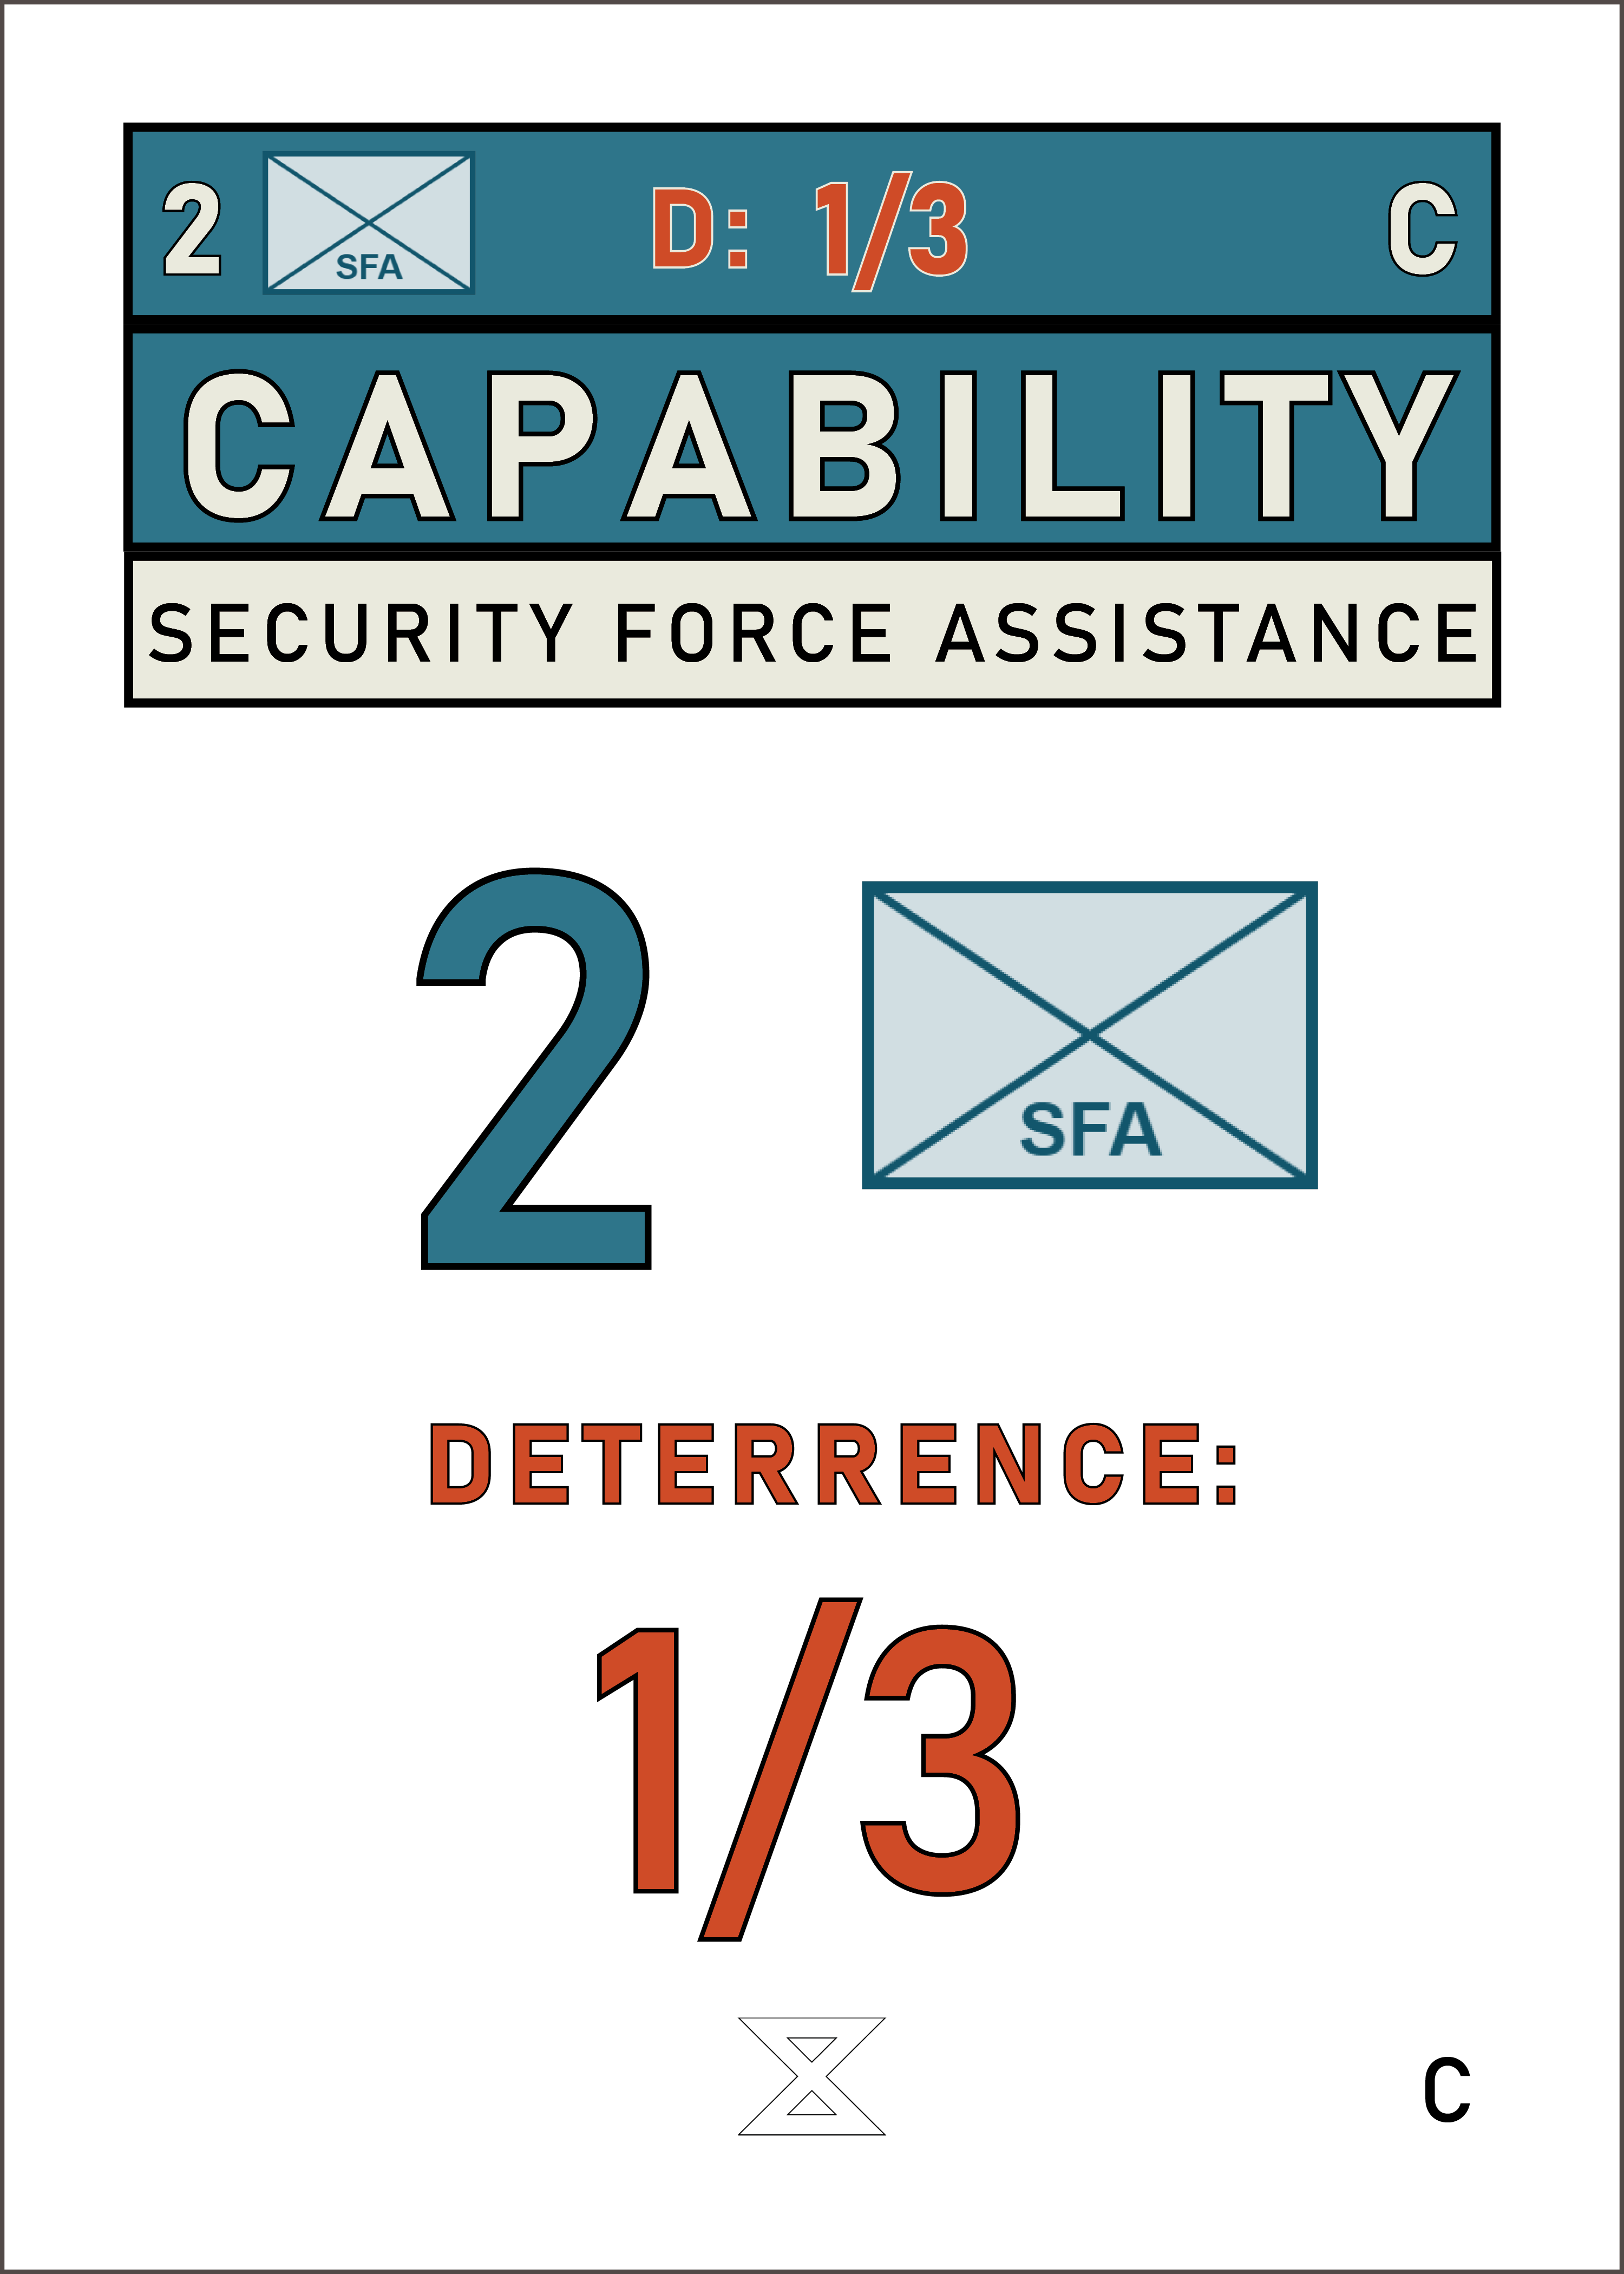 2 SFA D: 1/3 C
CAPABILITY
SECURITY FORCE ASSISTANCE
2 SFA
DETERRENCE:
1/3
C